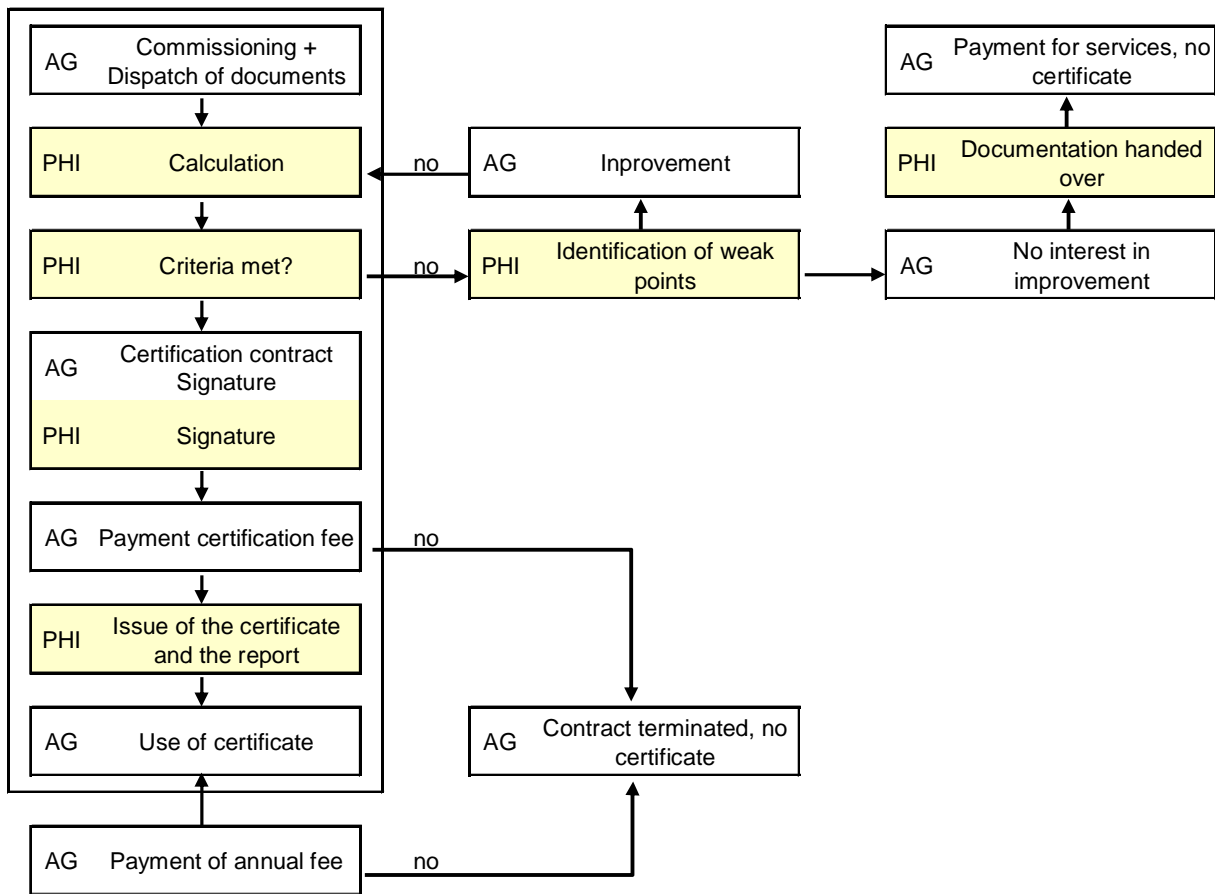 AG Commissioning +
Dispatch of documents
AG Payment for services, no
certificate
PHI Calculation
no
AG Inprovement
PHI Documentation handed
over
PHI Criteria met?
no
PHI Identification of weak
points
AG No interest in
improvement
AG Certification contract
Signature
PHI Signature
AG Payment certification fee
no
PHI Issue of the certificate
and the report
AG Use of certificate
AG Contract terminated, no
certificate
AG Payment of annual fee
no